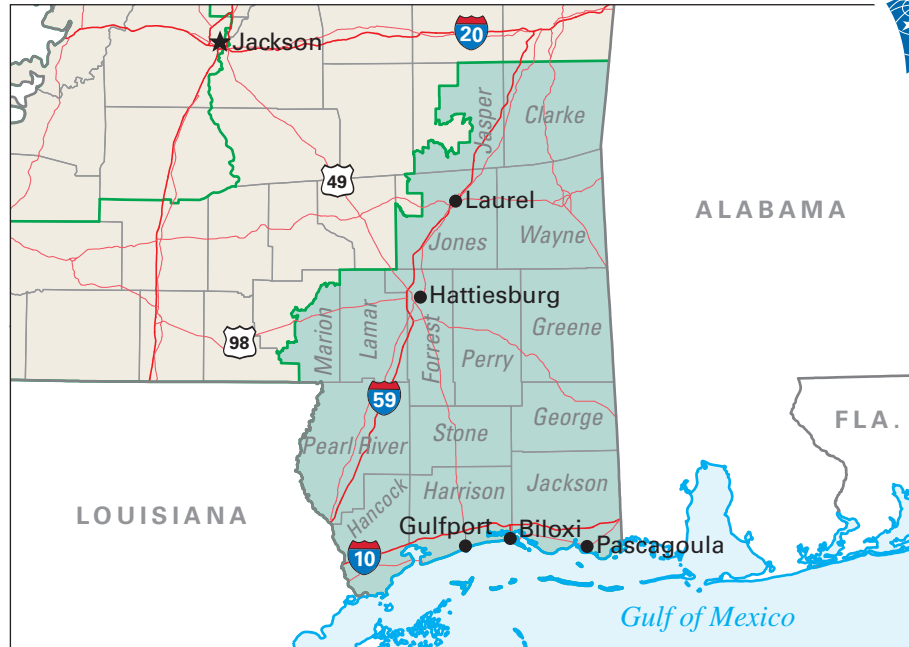 Jackson
20
Jasper
Clarke
49
Laurel
ALABAMA
Jones
Wayne
Hattiesburg
Marion
Lamar
Forrest
Greene
98
Perry
59
George
FLA.
Pearl River
Stone
Hancock
Harrison
Jackson
LOUISIANA
Gulfport
Biloxi
Pascagoula
10
Gulf of Mexico